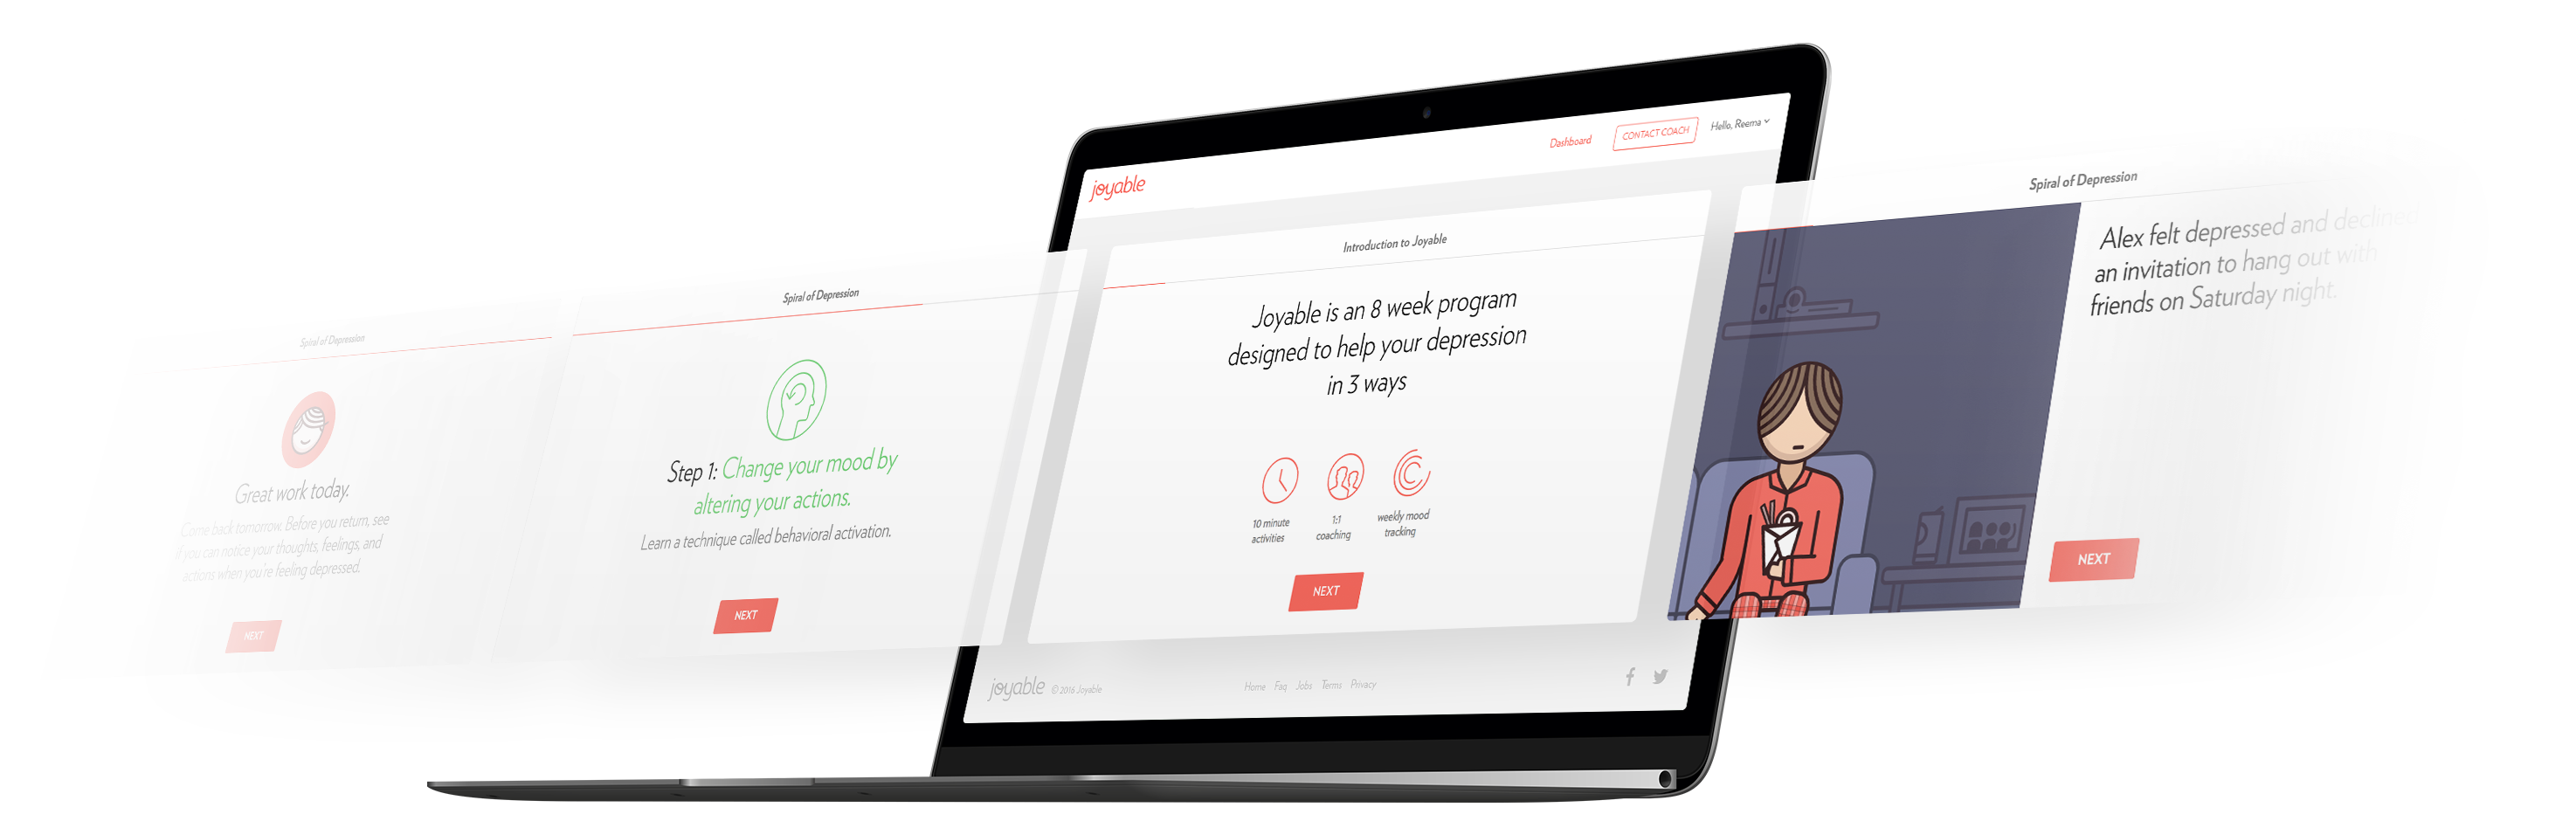 Spiral of Depression
Great work today.
Come back tomorrow. Before you return, see
if you can notice your thoughts, feelings, and
actions when you're feeling depressed.
NEXT
Spiral of Depression
Step 1: Change your mood by
altering your actions.
Learn a technique called behavioral activation.
NEXT
joyable
Dashboard
CONTACT COACH
Hello, Reema
Introduction to Joyable
Joyable is an 8 week program
designed to help your depression
in 3 ways
10 minute
activities
1:1
coaching
weekly mood
tracking
NEXT
joyable © 2016 Joyable
Home Faq Jobs Terms Privacy
Spiral of Depression
Alex felt depressed and declined
an invitation to hang out with
friends on Saturday night.
NEXT